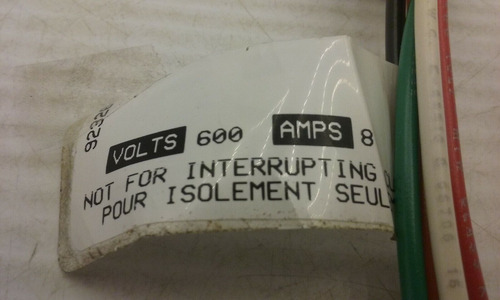 VOLTS 600 AMPS 8
NOT FOR INTERRUPTING
POUR ISOLEMENT SEUL